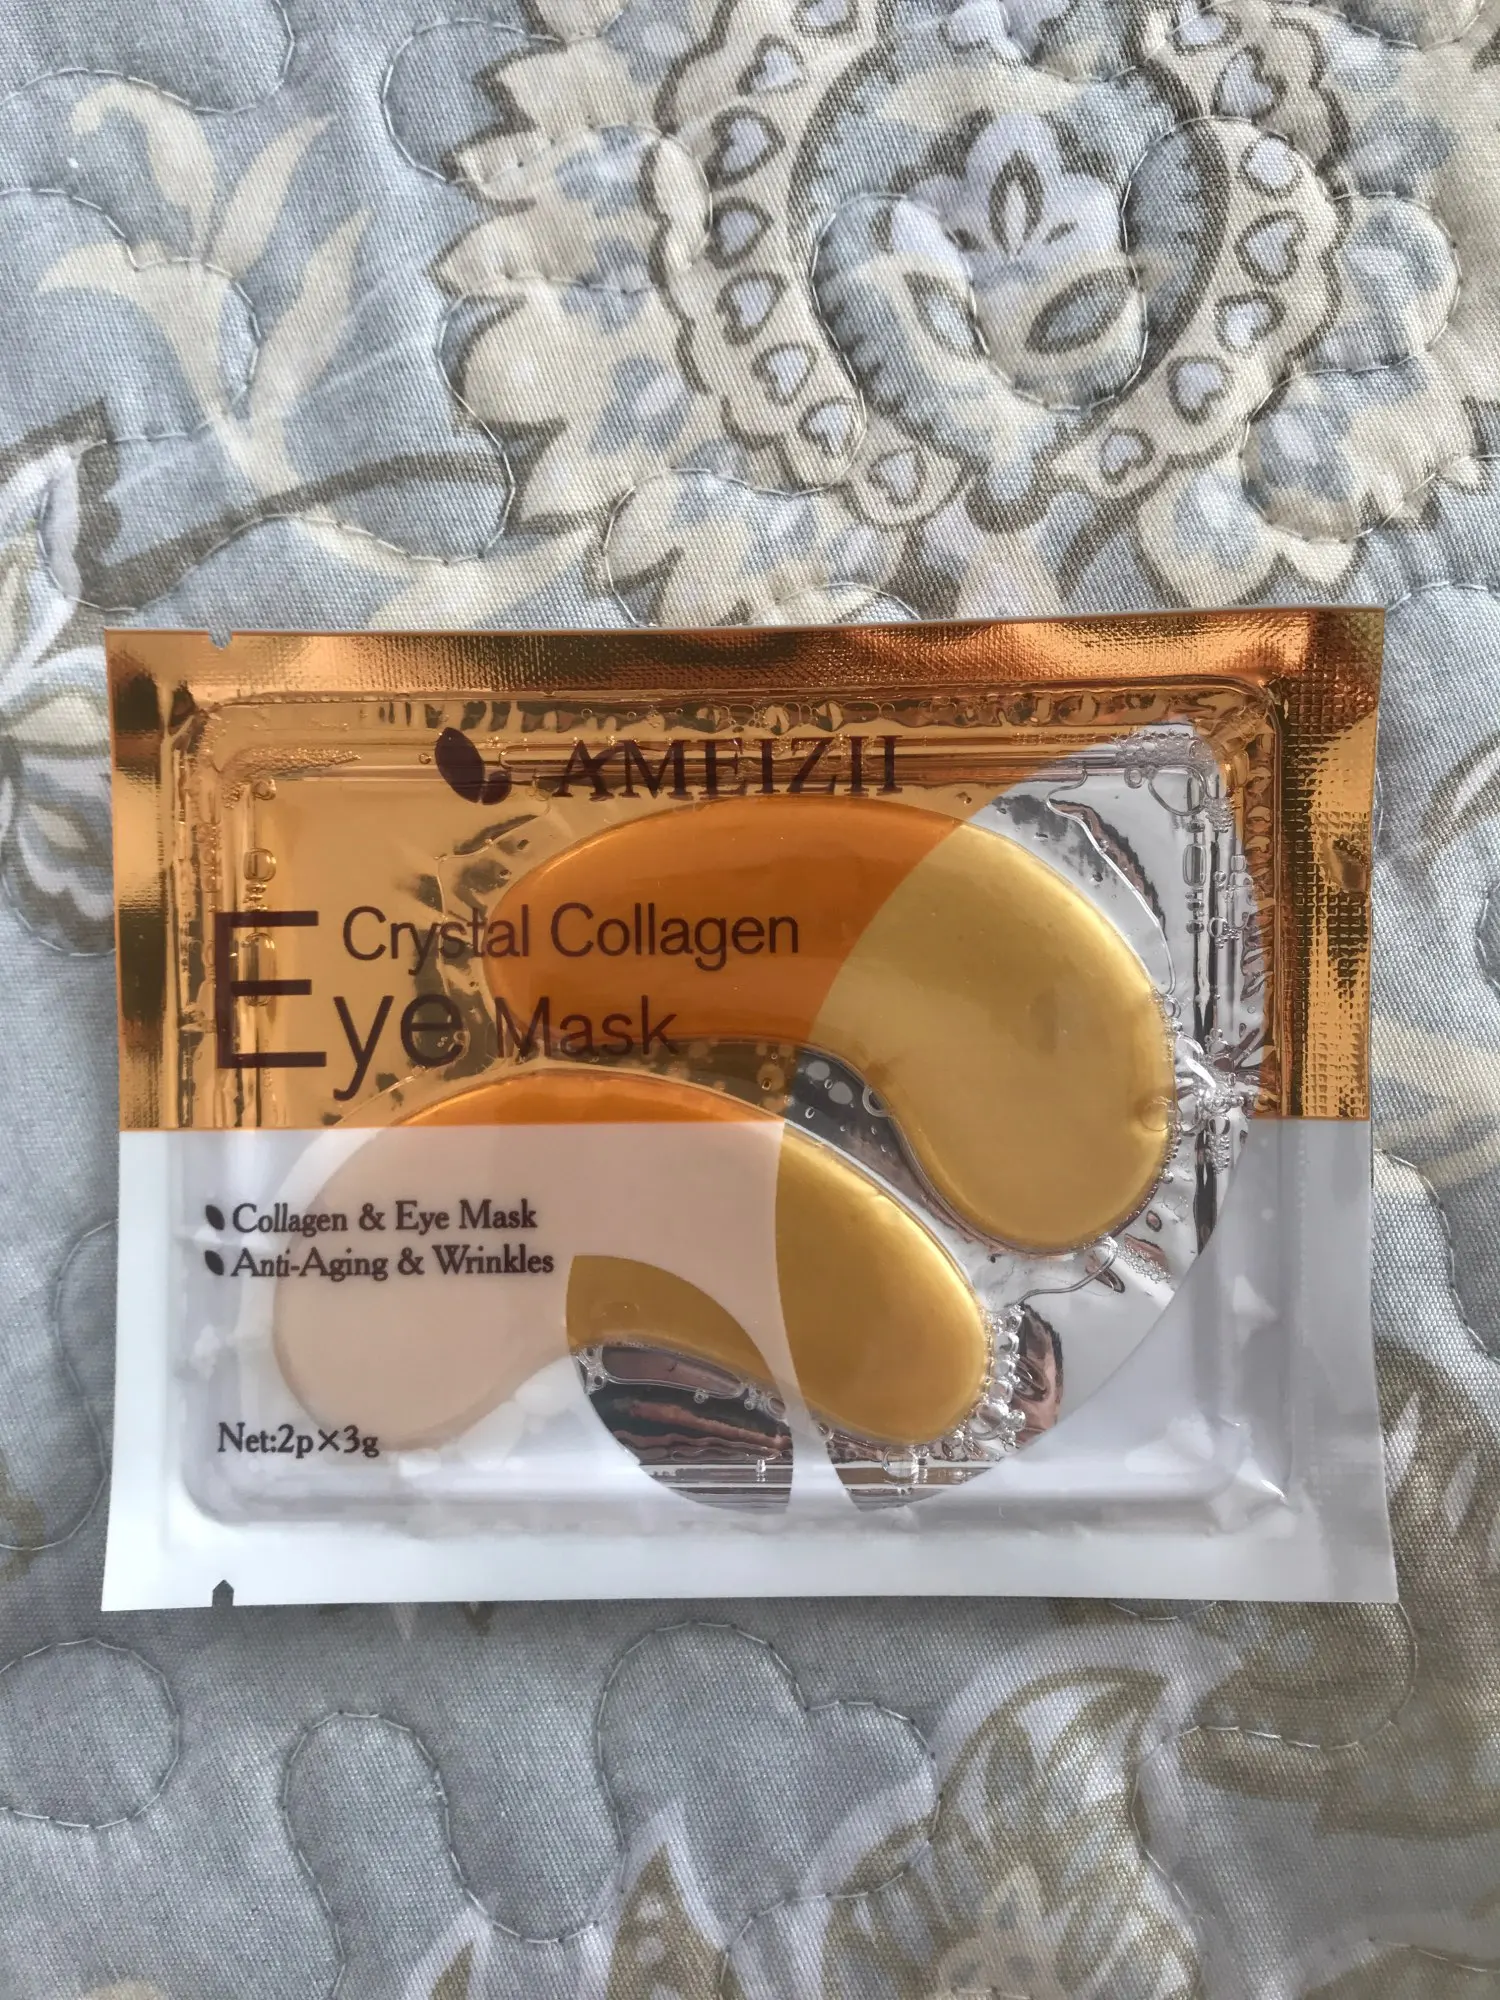 AMEIZII
Crystal Collagen
Eye Mask
Collagen & Eye Mask
Anti-Aging & Wrinkles
Net:2p×3g